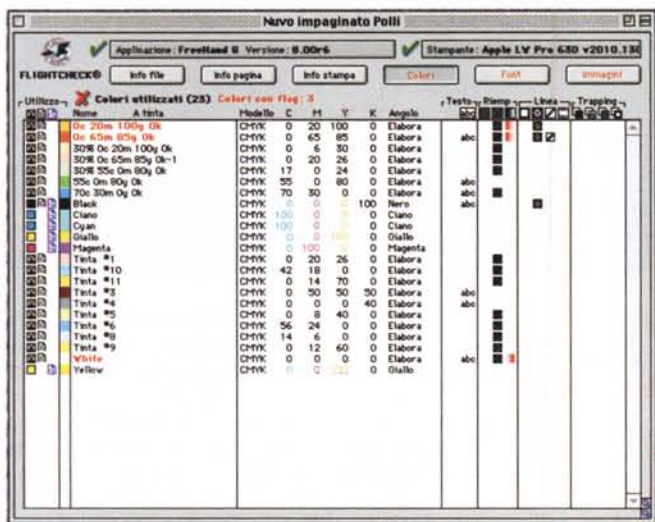 Nuvo impaginato Polli
Applicazione: FreeHand 8 Versione: 8.00r6
Stampante: Apple LW Pro 630 v2010.130
FLIGHTCHECK®
Info file
Info pagina
Info stampa
Colori
Font
Immagini
Utilizzo
Colori utilizzati (23) Colori con flag: 3
Testo
Riemp
Linea
Trapping
Nome A tinta Modello C M Y K Angolo abc
0c 20m 100y 0k CMYK 0 20 100 0 Elabora
0c 65m 85y 0k CMYK 0 65 85 0 Elabora abc
30% 0c 20m 100y 0k CMYK 0 6 30 0 Elabora
30% 0c 65m 85y 0k-1 CMYK 0 20 26 0 Elabora
30% 55c 0m 80y 0k CMYK 17 0 24 0 Elabora
55c 0m 80y 0k CMYK 55 0 80 0 Elabora abc
70c 30m 0y 0k CMYK 70 30 0 0 Elabora abc
Black CMYK 0 0 0 100 Nero abc
Ciano CMYK 100 0 0 0 Ciano
Cyan CMYK 100 0 0 0 Ciano
Giallo CMYK 0 0 100 0 Giallo
Magenta CMYK 0 100 0 0 Magenta
Tinta #1 CMYK 0 20 26 0 Elabora
Tinta #10 CMYK 42 18 0 0 Elabora
Tinta #11 CMYK 0 14 70 0 Elabora
Tinta #3 CMYK 0 50 50 50 Elabora abc
Tinta #4 CMYK 0 0 0 40 Elabora abc
Tinta #5 CMYK 0 8 40 0 Elabora
Tinta #6 CMYK 56 24 0 0 Elabora
Tinta #8 CMYK 14 6 0 0 Elabora
Tinta #9 CMYK 0 12 60 0 Elabora
White CMYK 0 0 0 0 Elabora abc
Yellow CMYK 0 0 100 0 Giallo